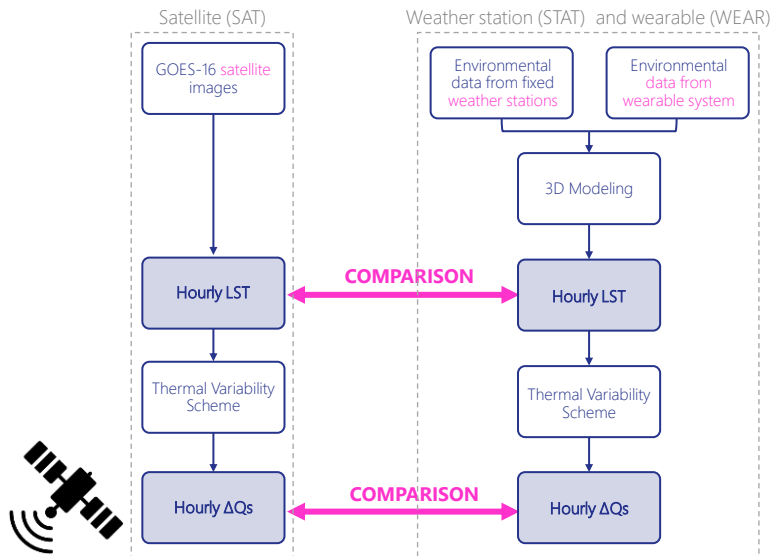 Satellite (SAT)
Weather station (STAT) and wearable (WEAR)
GOES-16 satellite
images
Environmental
data from fixed
weather stations
Environmental
data from
wearable system
3D Modeling
COMPARISON
Hourly LST
Hourly LST
Thermal Variability
Scheme
Thermal Variability
Scheme
COMPARISON
Hourly ΔQs
Hourly ΔQs